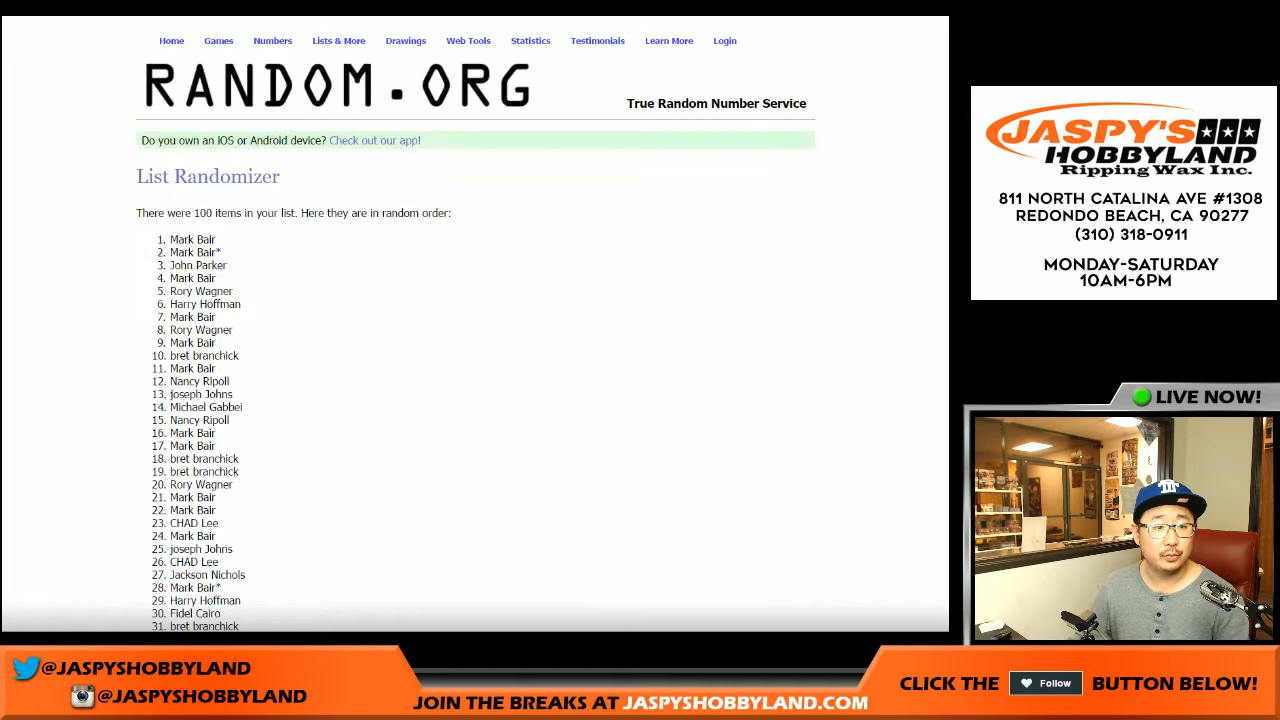 Home Games Numbers Lists & More Drawings Web Tools Statistics Testimonials Learn More Login
RANDOM.ORG
True Random Number Service
Do you own an iOS or Android device? Check out our app!
List Randomizer
There were 100 items in your list. Here they are in random order:
1. Mark Bair
2. Mark Bair*
3. John Parker
4. Mark Bair
5. Rory Wagner
6. Harry Hoffman
7. Mark Bair
8. Rory Wagner
9. Mark Bair
10. bret branchick
11. Mark Bair
12. Nancy Ripoll
13. joseph Johns
14. Michael Gabbei
15. Nancy Ripoll
16. Mark Bair
17. Mark Bair
18. bret branchick
19. bret branchick
20. Rory Wagner
21. Mark Bair
22. Mark Bair
23. CHAD Lee
24. Mark Bair
25. joseph Johns
26. CHAD Lee
27. Jackson Nichols
28. Mark Bair*
29. Harry Hoffman
30. Fidel Cairo
31. bret branchick
JASPY'S
HOBBYLAND
Ripping Wax Inc.
811 NORTH CATALINA AVE #1308
REDONDO BEACH, CA 90277
(310) 318-0911
MONDAY-SATURDAY
10AM-6PM
LIVE NOW!
@JASPYSHOBBYLAND
@JASPYSHOBBYLAND
JOIN THE BREAKS AT JASPYSHOBBYLAND.COM
CLICK THE Follow BUTTON BELOW!